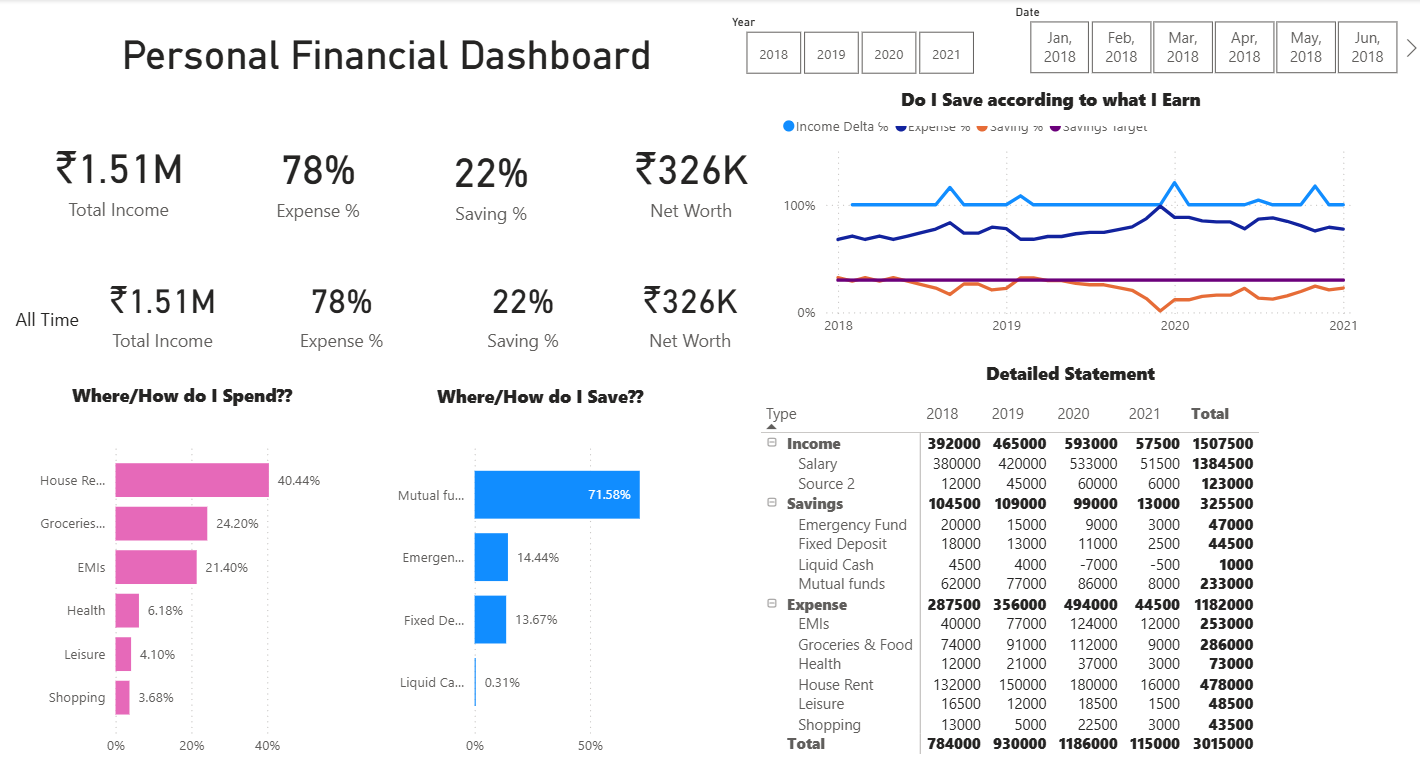 Personal Financial Dashboard
Year
2018 2019 2020 2021
Date
Jan, 2018
Feb, 2018
Mar, 2018
Apr, 2018
May, 2018
Jun, 2018
₹1.51M 78% 22% ₹326K
Total Income Expense % Saving % Net Worth
All Time
₹1.51M 78% 22% ₹326K
Total Income Expense % Saving % Net Worth
Do I Save according to what I Earn
Income Delta % Expense % Saving % Savings Target
100%
0%
2018 2019 2020 2021
Where/How do I Spend??
House Re... 40.44%
Groceries... 24.20%
EMIs 21.40%
Health 6.18%
Leisure 4.10%
Shopping 3.68%
0% 20% 40%
Where/How do I Save??
Mutual fu... 71.58%
Emergen... 14.44%
Fixed De... 13.67%
Liquid Ca... 0.31%
0% 50%
Detailed Statement
Type 2018 2019 2020 2021 Total
Income 392000 465000 593000 57500 1507500
Salary 380000 420000 533000 51500 1384500
Source 2 12000 45000 60000 6000 123000
Savings 104500 109000 99000 13000 325500
Emergency Fund 20000 15000 9000 3000 47000
Fixed Deposit 18000 13000 11000 2500 44500
Liquid Cash 4500 4000 -7000 -500 1000
Mutual funds 62000 77000 86000 8000 233000
Expense 287500 356000 494000 44500 1182000
EMIs 40000 77000 124000 12000 253000
Groceries & Food 74000 91000 112000 9000 286000
Health 12000 21000 37000 3000 73000
House Rent 132000 150000 180000 16000 478000
Leisure 16500 12000 18500 1500 48500
Shopping 13000 5000 22500 3000 43500
Total 784000 930000 1186000 115000 3015000